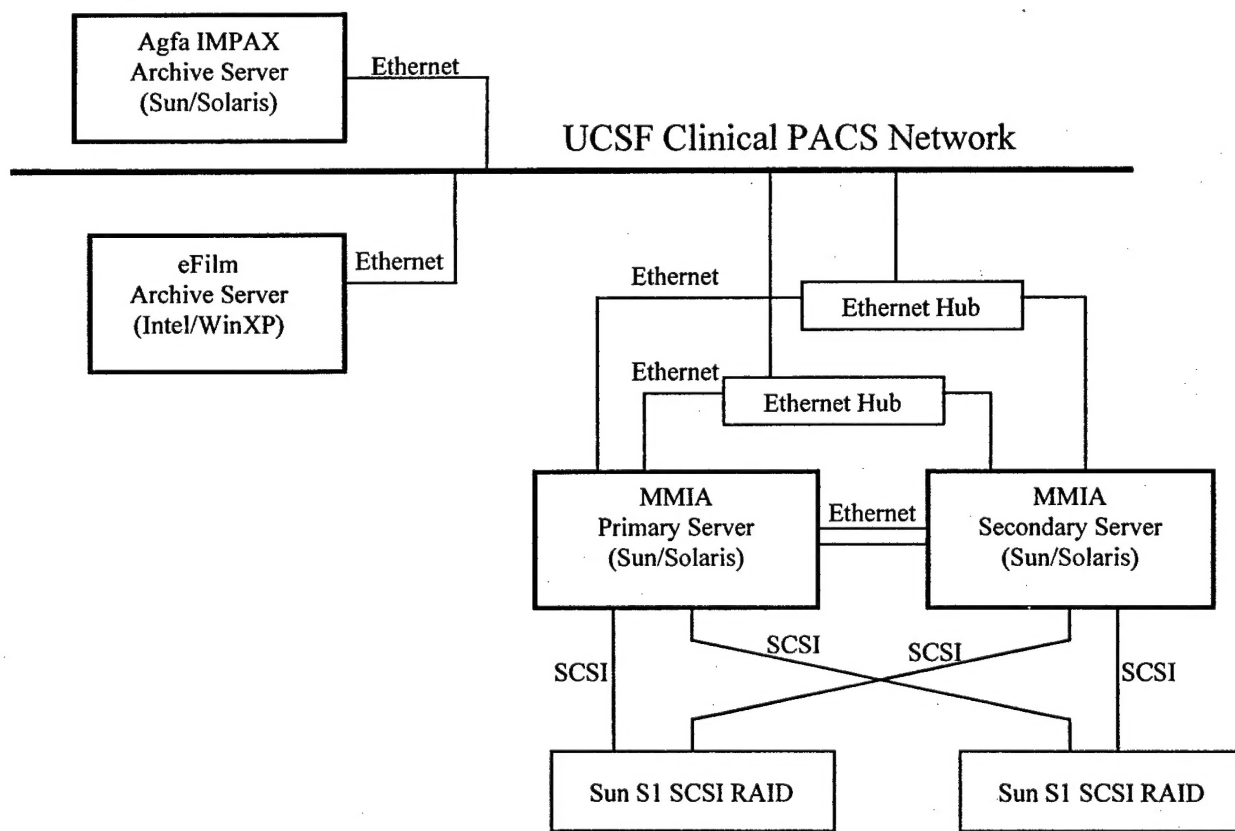 Agfa IMPAX
Archive Server
(Sun/Solaris)
Ethernet
UCSF Clinical PACS Network
eFilm
Archive Server
(Intel/WinXP)
Ethernet
Ethernet
Ethernet Hub
Ethernet
Ethernet Hub
MMIA
Primary Server
(Sun/Solaris)
Ethernet
MMIA
Secondary Server
(Sun/Solaris)
SCSI
SCSI
SCSI
SCSI
Sun S1 SCSI RAID
Sun S1 SCSI RAID